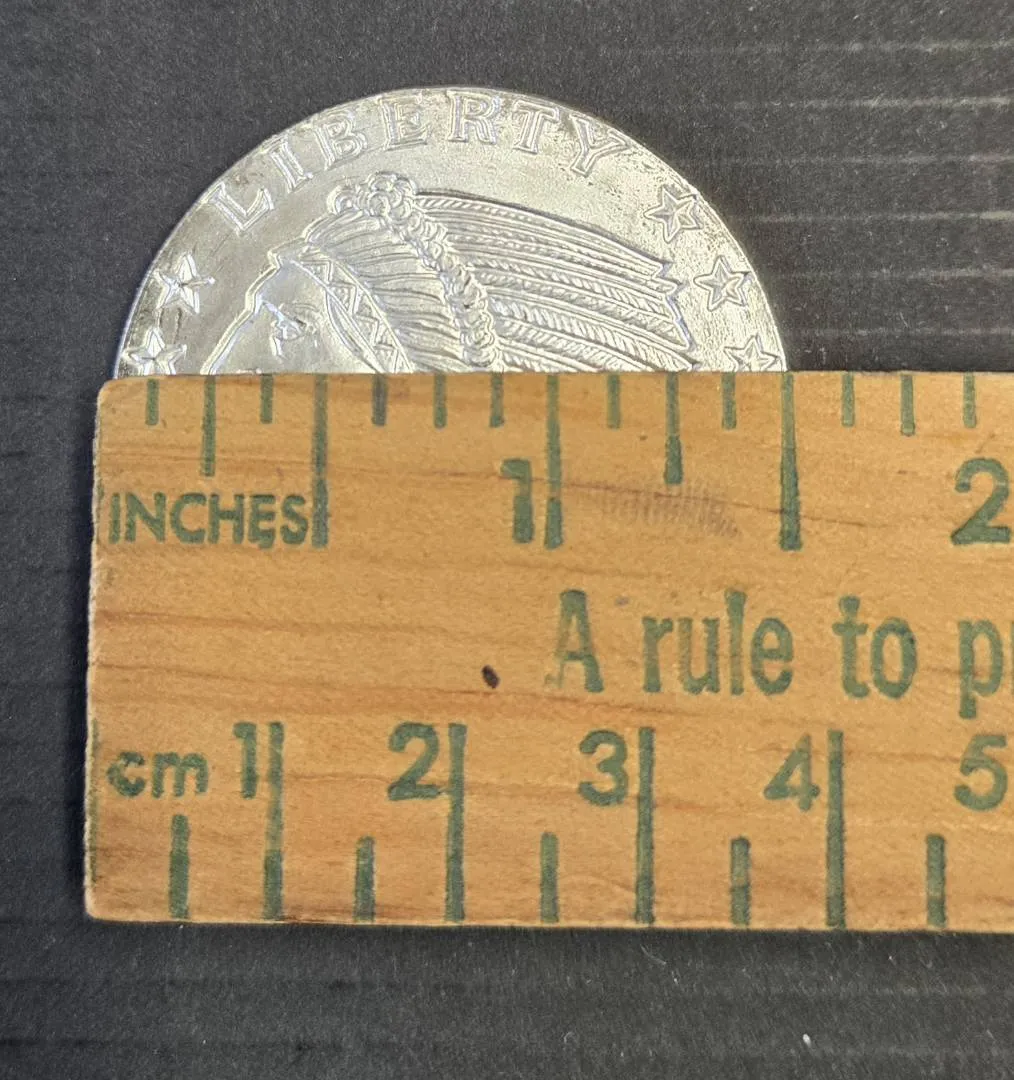 LIBERTY
INCHES 1 2
A rule to p
cm 1 2 3 4 5